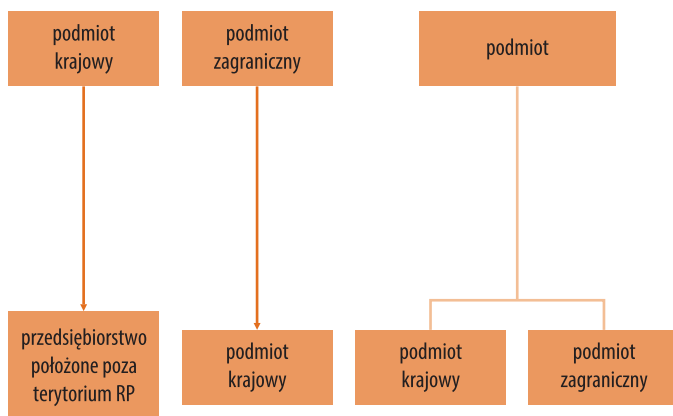 podmiot
krajowy
podmiot
zagraniczny
podmiot
przedsiębiorstwo
położone poza
terytorium RP
podmiot
krajowy
podmiot
krajowy
podmiot
zagraniczny